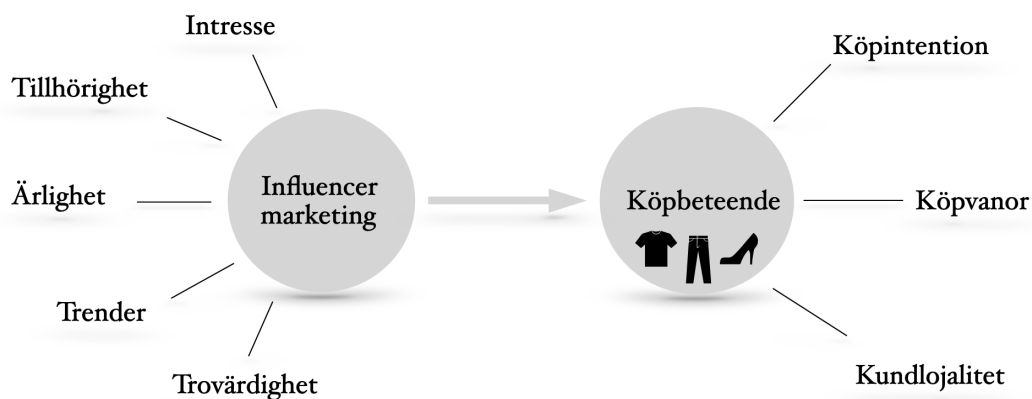 Intresse
Tillhörighet
Ärlighet
Trender
Trovärdighet
Influencer
marketing
Köpbeteende
Köpintention
Köpvanor
Kundlojalitet